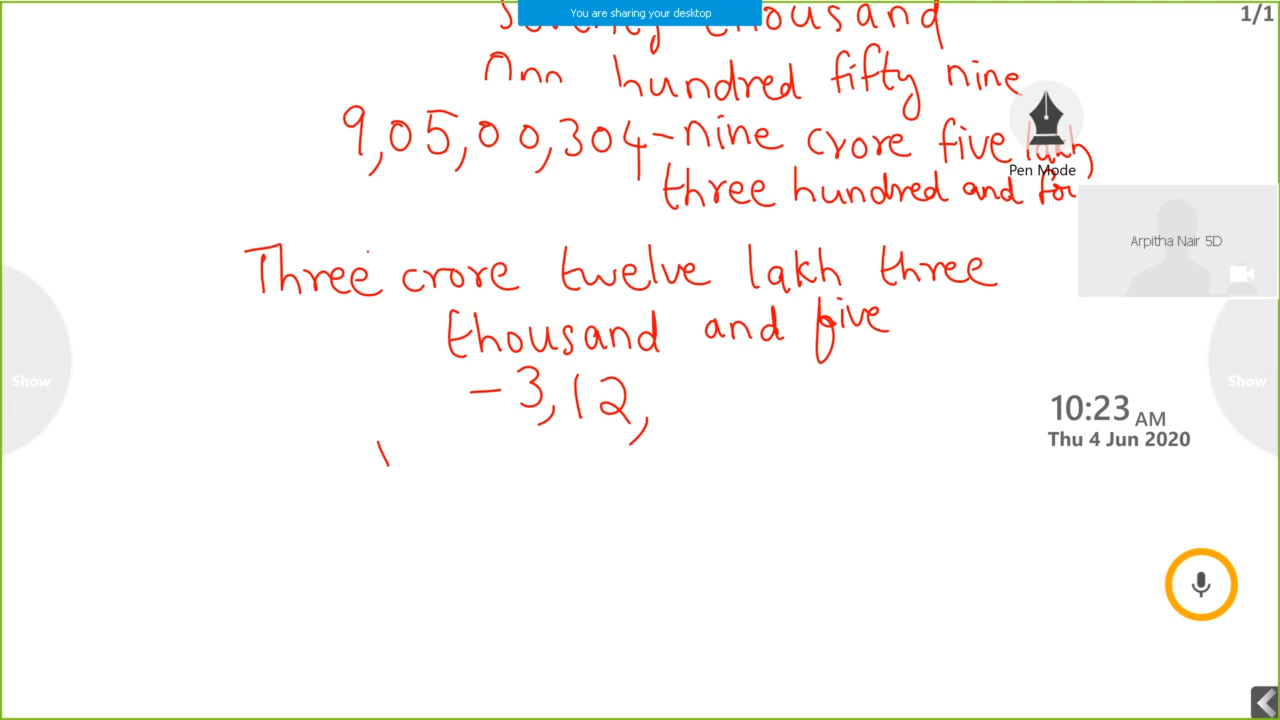 You are sharing your desktop
1/1
seventy thousand
hundred fifty nine
9,05,00,304 - nine crore five lakh
three hundred and
Pen Mode
Arpitha Nair 5D
Three crore twelve lakh three
thousand and five
- 3,12,
Show
Show
10:23 AM
Thu 4 Jun 2020